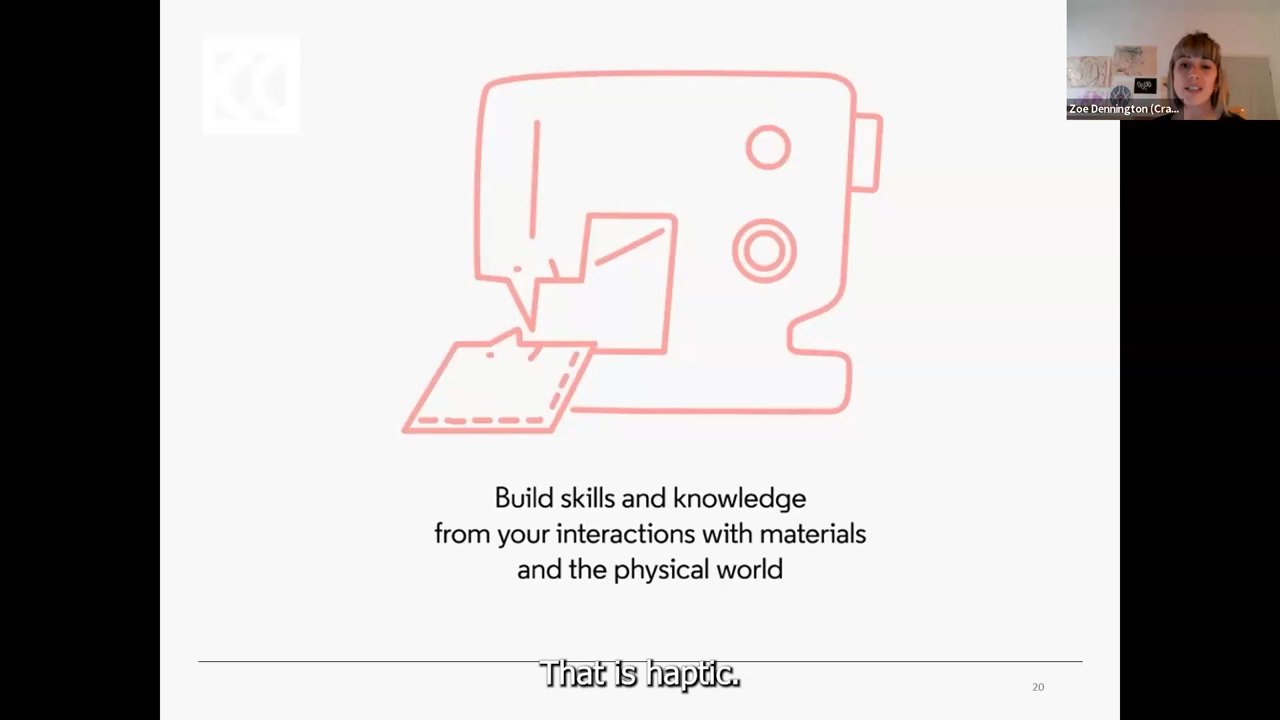 Zoe Dennington (Cra...
Build skills and knowledge
from your interactions with materials
and the physical world
That is haptic.
20